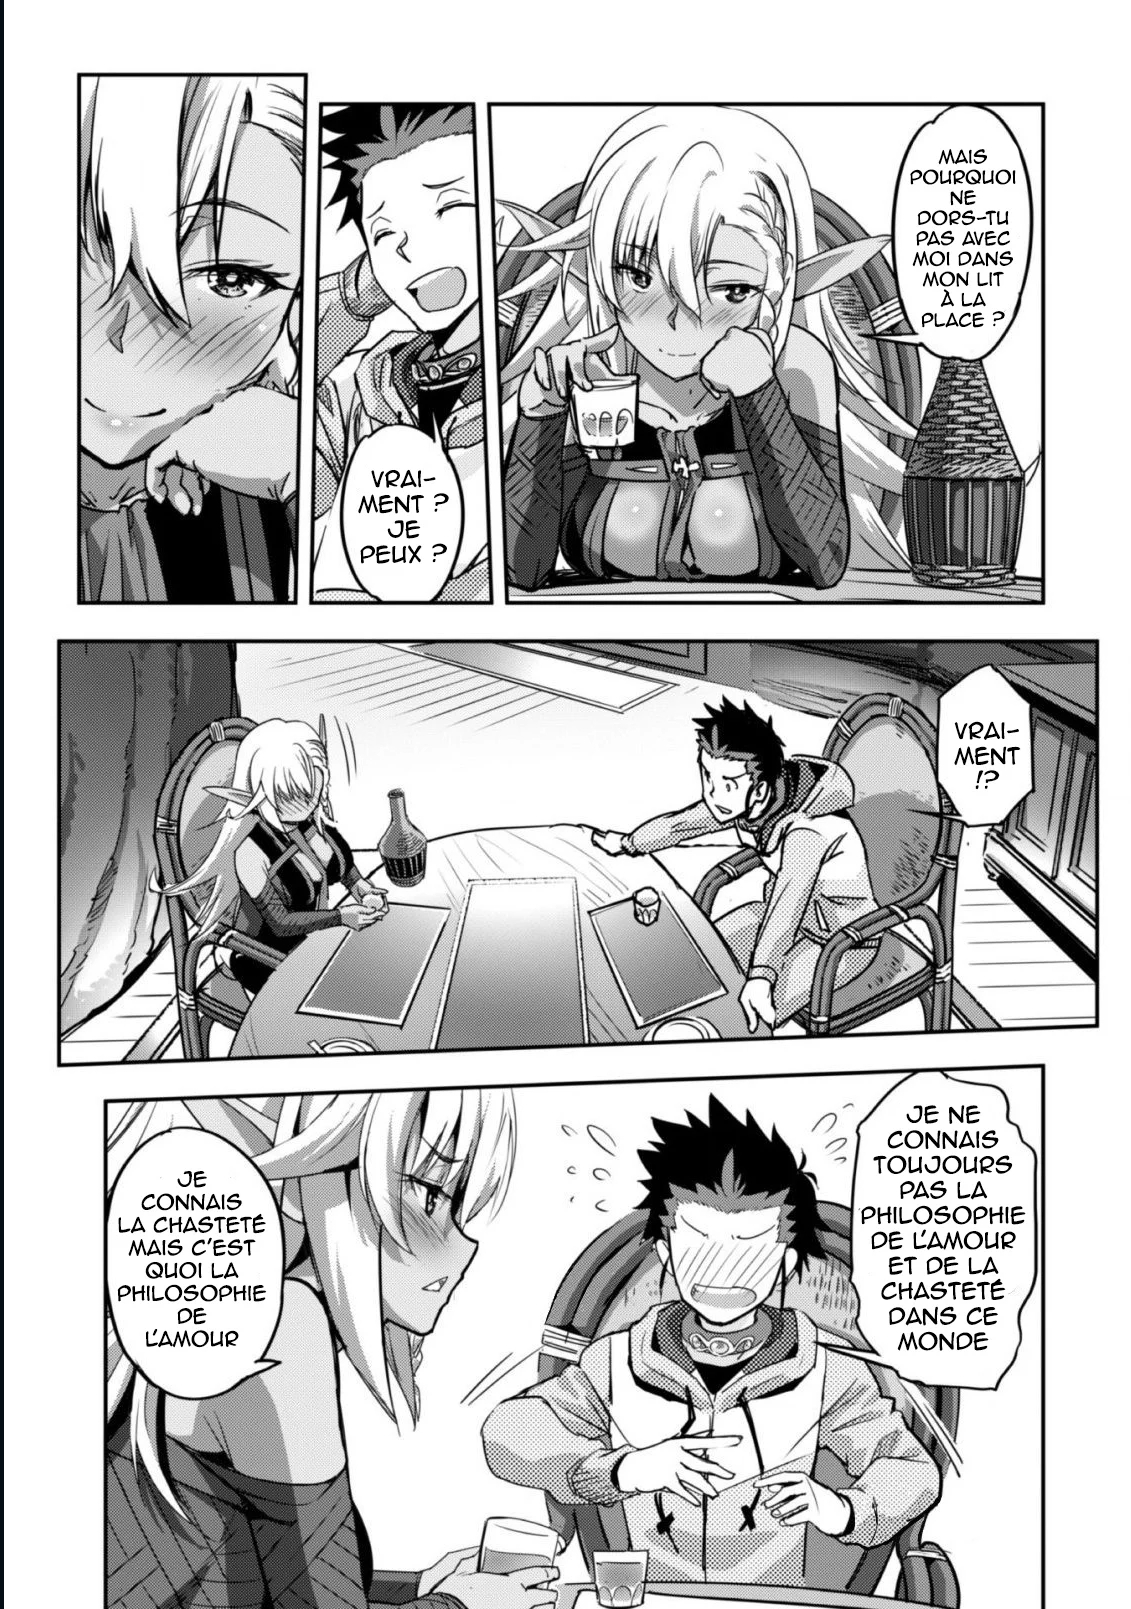 MAIS
POURQUOI
NE
DORS-TU
PAS AVEC
MOI DANS
MON LIT
À LA
PLACE ?
VRAI-
MENT ?
JE
PEUX ?
VRAI-
MENT
!?
JE NE
CONNAIS
TOUJOURS
PAS LA
PHILOSOPHIE
DE L'AMOUR
ET DE LA
CHASTETÉ
DANS CE
MONDE
JE
CONNAIS
LA CHASTETÉ
MAIS C'EST
QUOI LA
PHILOSOPHIE
DE
L'AMOUR